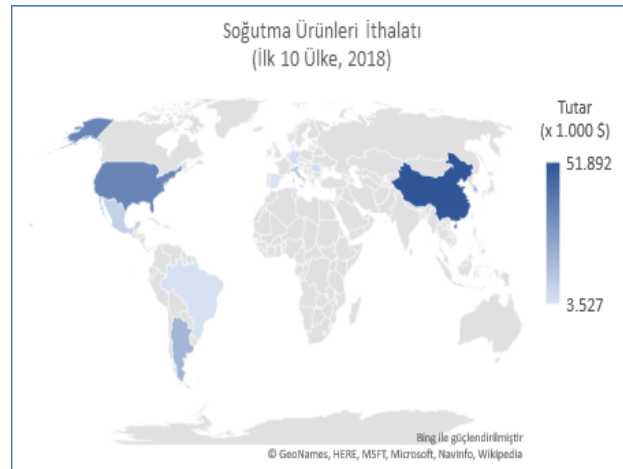 Soğutma Ürünleri İthalatı
(İlk 10 Ülke, 2018)
Tutar
(x 1.000 $)
51.892
3.527
Bing ile güçlendirilmiştir
© GeoNames, HERE, MSFT, Microsoft, NavInfo, Wikipedia